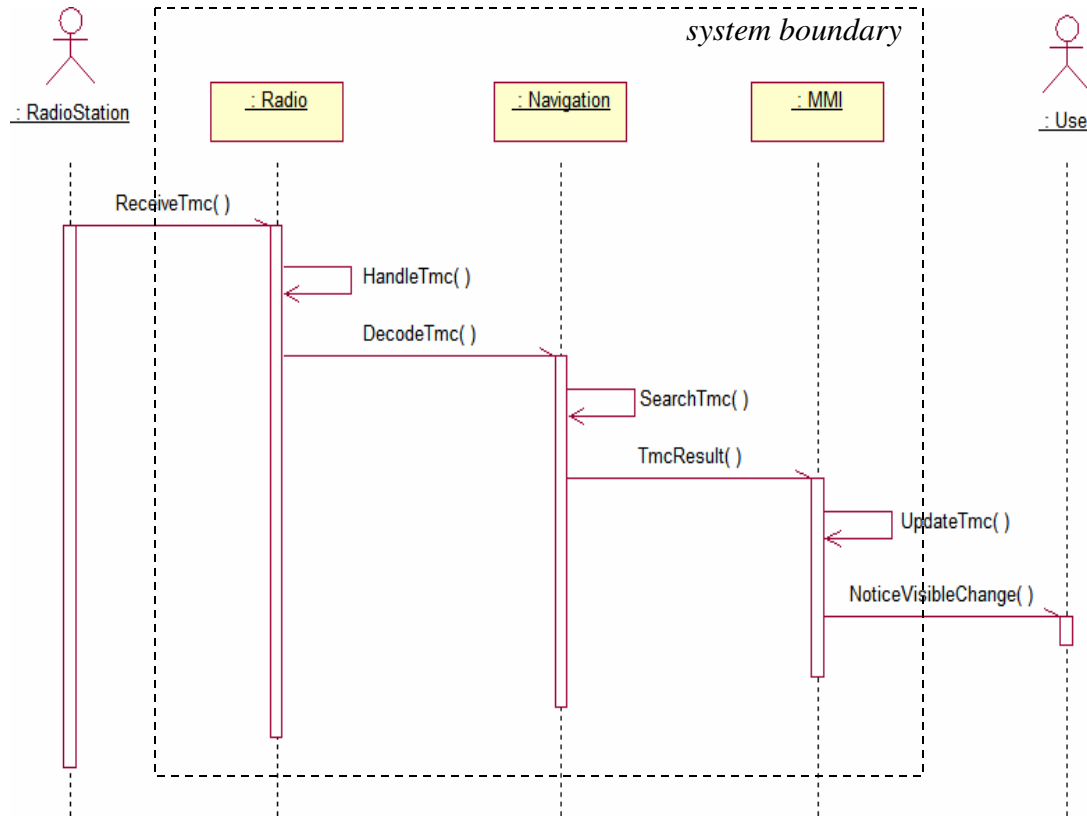 system boundary
: RadioStation
: Radio
: Navigation
: MMI
: Use
ReceiveTmc( )
HandleTmc( )
DecodeTmc( )
SearchTmc( )
TmcResult( )
UpdateTmc( )
NoticeVisibleChange( )